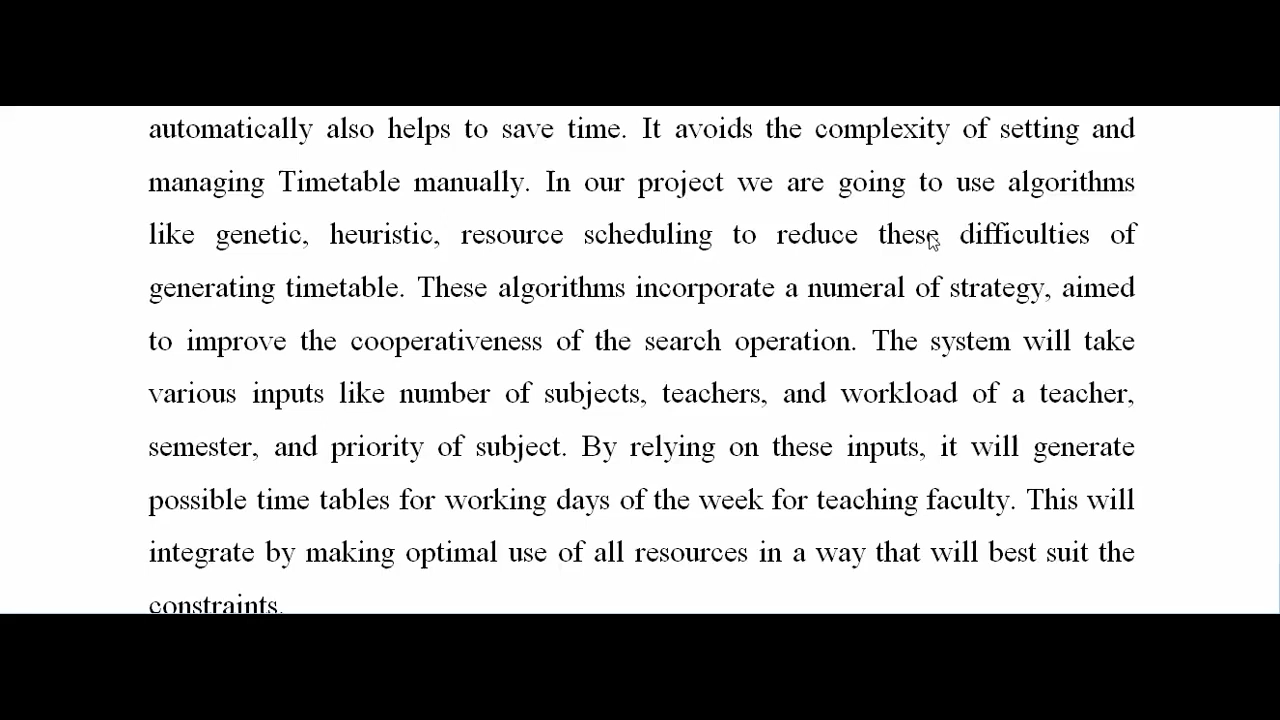 automatically also helps to save time. It avoids the complexity of setting and
managing Timetable manually. In our project we are going to use algorithms
like genetic, heuristic, resource scheduling to reduce these difficulties of
generating timetable. These algorithms incorporate a numeral of strategy, aimed
to improve the cooperativeness of the search operation. The system will take
various inputs like number of subjects, teachers, and workload of a teacher,
semester, and priority of subject. By relying on these inputs, it will generate
possible time tables for working days of the week for teaching faculty. This will
integrate by making optimal use of all resources in a way that will best suit the
constraints.